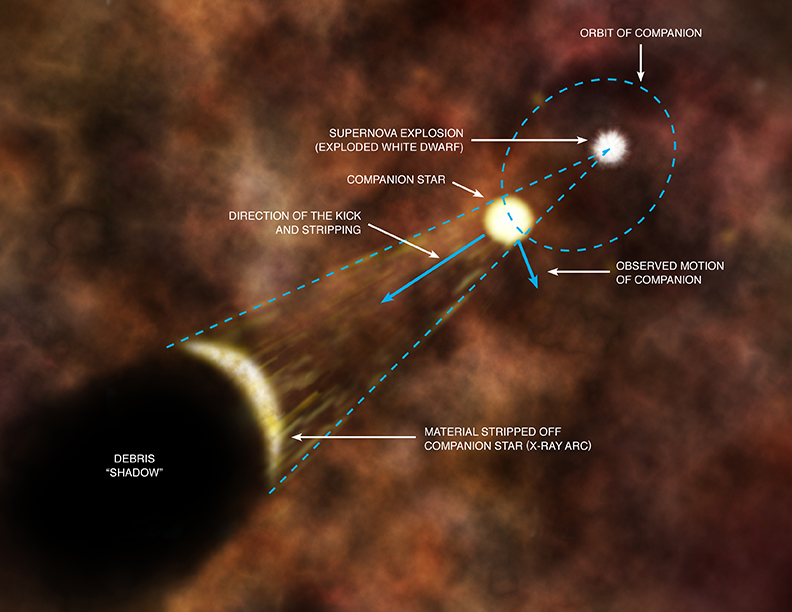 ORBIT OF COMPANION
SUPERNOVA EXPLOSION
(EXPLODED WHITE DWARF)
COMPANION STAR
DIRECTION OF THE KICK
AND STRIPPING
OBSERVED MOTION
OF COMPANION
MATERIAL STRIPPED OFF
COMPANION STAR (X-RAY ARC)
DEBRIS
“SHADOW”